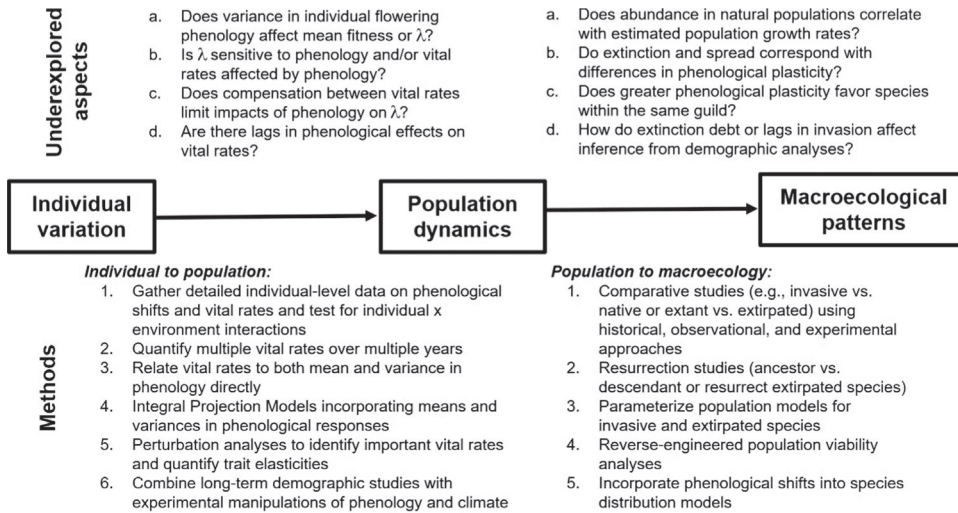 Underexplored
aspects
a. Does variance in individual flowering
phenology affect mean fitness or λ?
b. Is λ sensitive to phenology and/or vital
rates affected by phenology?
c. Does compensation between vital rates
limit impacts of phenology on λ?
d. Are there lags in phenological effects on
vital rates?
a. Does abundance in natural populations correlate
with estimated population growth rates?
b. Do extinction and spread correspond with
differences in phenological plasticity?
c. Does greater phenological plasticity favor species
within the same guild?
d. How do extinction debt or lags in invasion affect
inference from demographic analyses?
Individual
variation
Population
dynamics
Macroecological
patterns
Methods
Individual to population:
1. Gather detailed individual-level data on phenological
shifts and vital rates and test for individual x
environment interactions
2. Quantify multiple vital rates over multiple years
3. Relate vital rates to both mean and variance in
phenology directly
4. Integral Projection Models incorporating means and
variances in phenological responses
5. Perturbation analyses to identify important vital rates
and quantify trait elasticities
6. Combine long-term demographic studies with
experimental manipulations of phenology and climate
Population to macroecology:
1. Comparative studies (e.g., invasive vs.
native or extant vs. extirpated) using
historical, observational, and experimental
approaches
2. Resurrection studies (ancestor vs.
descendant or resurrect extirpated species)
3. Parameterize population models for
invasive and extirpated species
4. Reverse-engineered population viability
analyses
5. Incorporate phenological shifts into species
distribution models